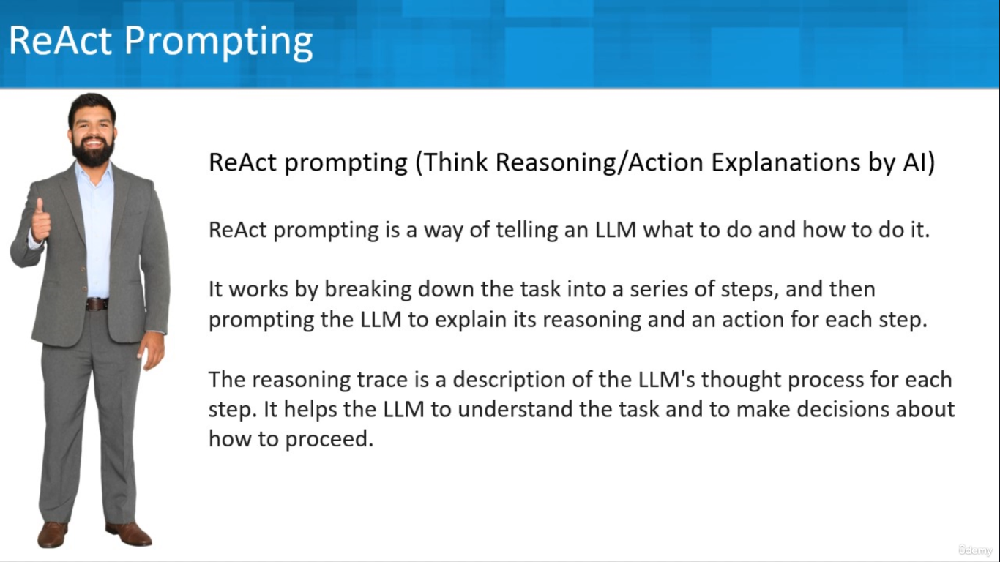 ReAct Prompting
ReAct prompting (Think Reasoning/Action Explanations by AI)
ReAct prompting is a way of telling an LLM what to do and how to do it.
It works by breaking down the task into a series of steps, and then
prompting the LLM to explain its reasoning and an action for each step.
The reasoning trace is a description of the LLM's thought process for each
step. It helps the LLM to understand the task and to make decisions about
how to proceed.
Udemy